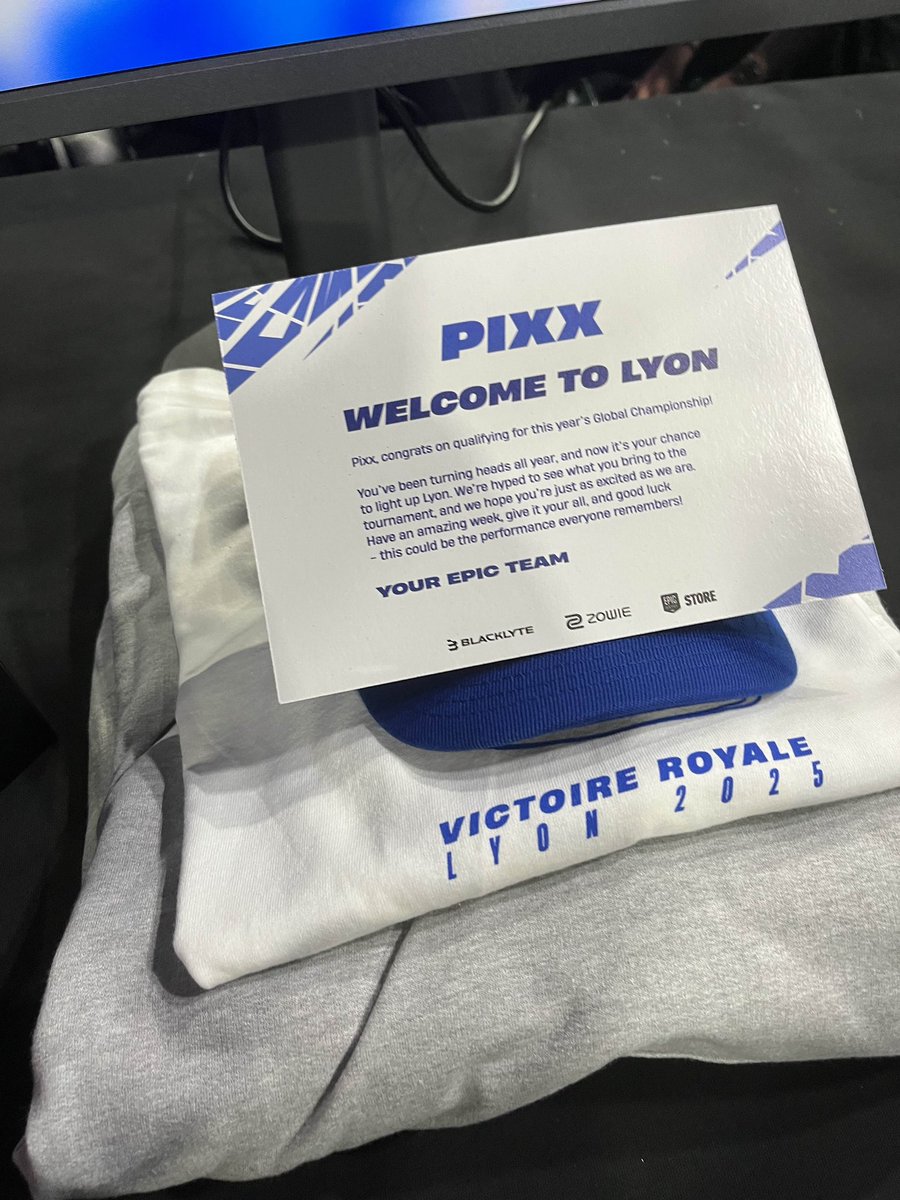 PIXX
WELCOME TO LYON
Pixx, congrats on qualifying for this year's Global Championship!
You've been turning heads all year, and now it's your chance
to light up Lyon. We're hyped to see what you bring to the
tournament, and we hope you're just as excited as we are.
Have an amazing week, give it your all, and good luck
– this could be the performance everyone remembers!
YOUR EPIC TEAM
BLACKLYTE
ZOWIE
EPIC
STORE
VICTOIRE ROYALE
LYON 2025